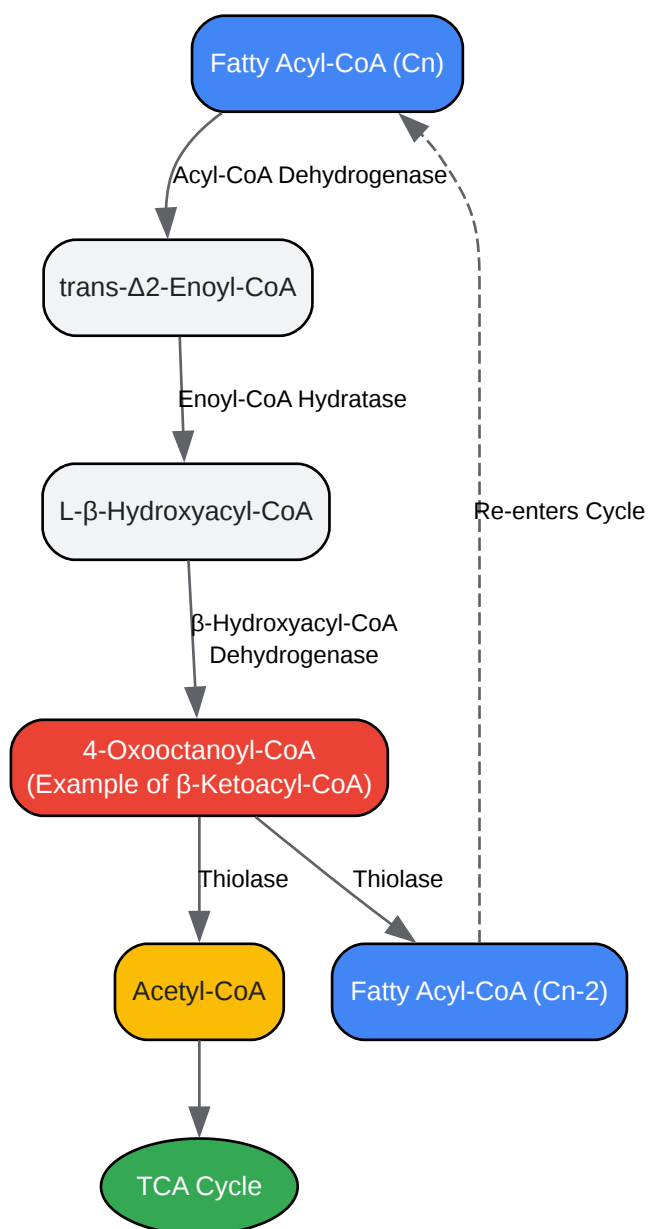 Fatty Acyl-CoA (Cn)
Acyl-CoA Dehydrogenase
trans-Δ2-Enoyl-CoA
Enoyl-CoA Hydratase
L-β-Hydroxyacyl-CoA
Re-enters Cycle
β-Hydroxyacyl-CoA
Dehydrogenase
4-Oxooctanoyl-CoA
(Example of β-Ketoacyl-CoA)
Thiolase
Thiolase
Acetyl-CoA
Fatty Acyl-CoA (Cn-2)
TCA Cycle